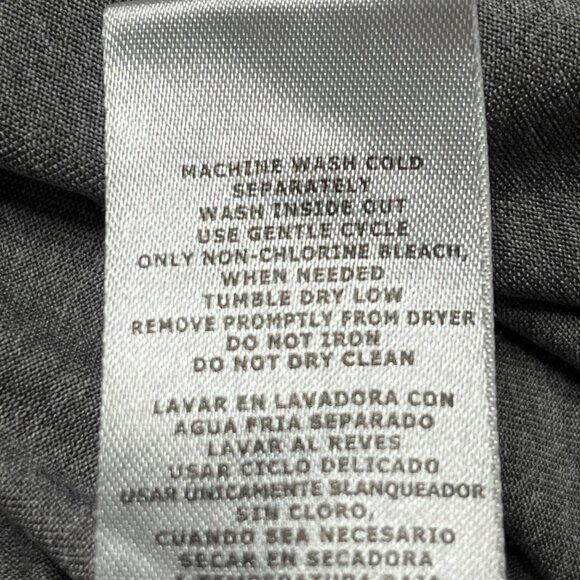 MACHINE WASH COLD
SEPARATELY
WASH INSIDE OUT
USE GENTLE CYCLE
ONLY NON-CHLORINE BLEACH,
WHEN NEEDED
TUMBLE DRY LOW
REMOVE PROMPTLY FROM DRYER
DO NOT IRON
DO NOT DRY CLEAN
LAVAR EN LAVADORA CON
AGUA FRIA SEPARADO
LAVAR AL REVES
USAR CICLO DELICADO
USAR UNICAMENTE BLANQUEADOR
SIN CLORO,
CUANDO SEA NECESARIO
SECAR EN SECADORA